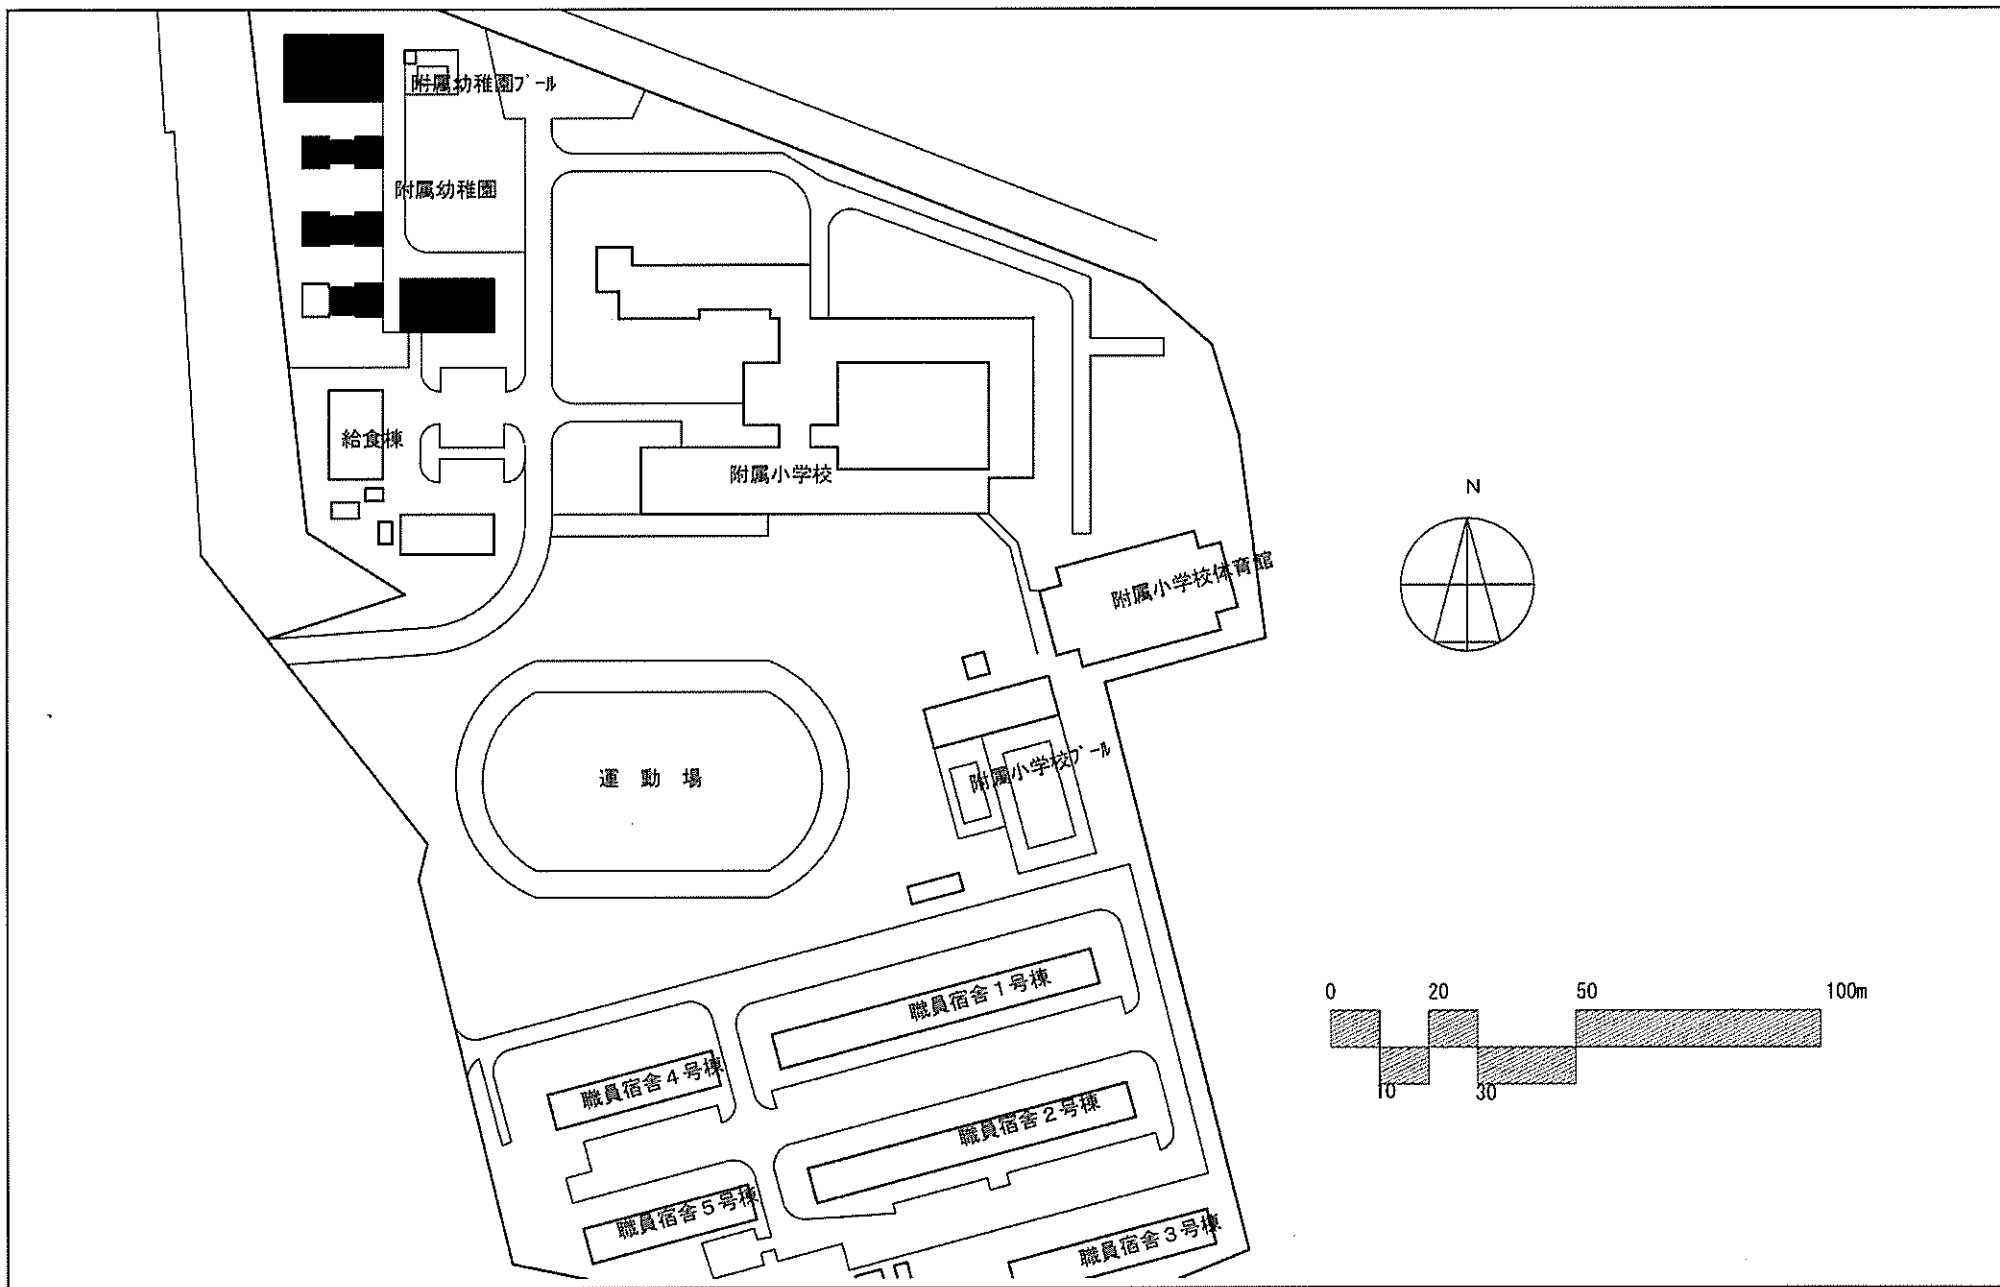 附属幼稚園プール
附属幼稚園
給食棟
附属小学校
N
附属小学校体育館
附属小学校プール
運 動 場
0 20 50 100m
10 30
職員宿舎1号棟
職員宿舎4号棟
職員宿舎2号棟
職員宿舎5号棟
職員宿舎3号棟